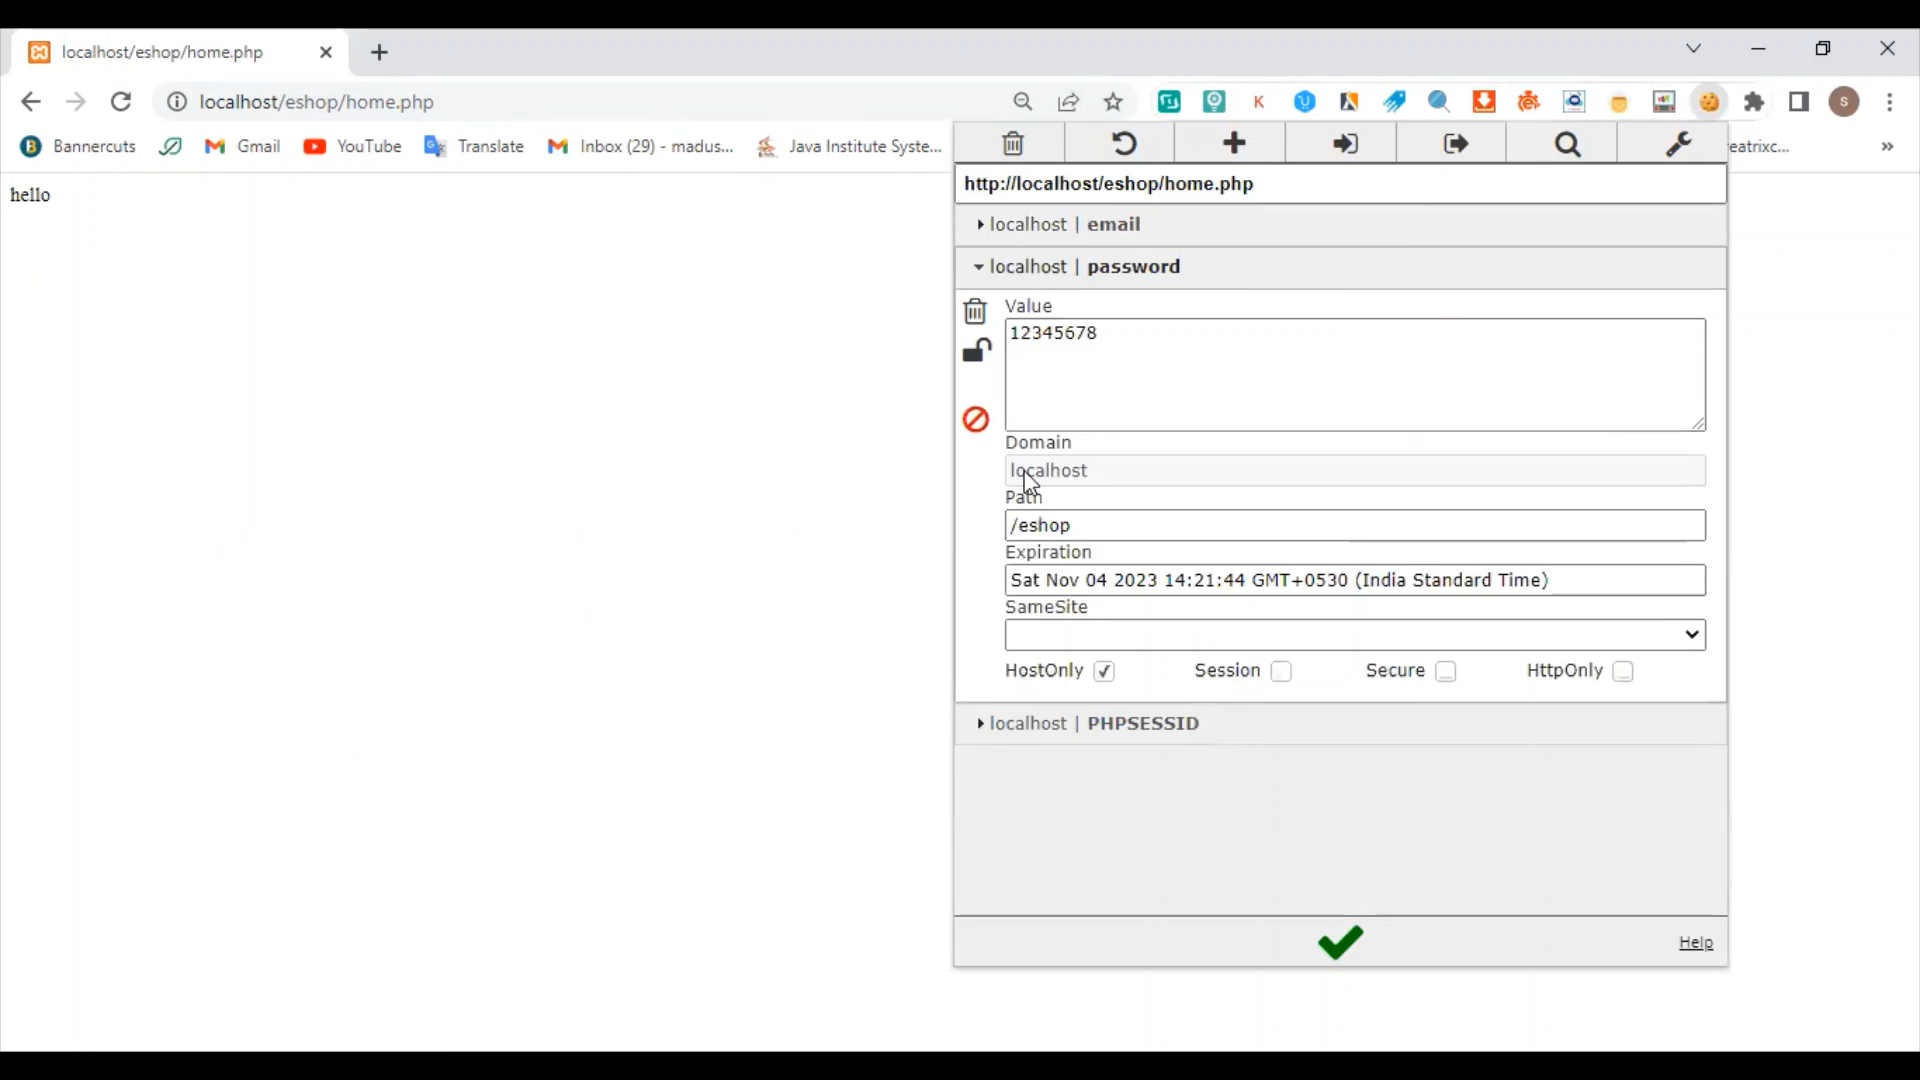 localhost/eshop/home.php
localhost/eshop/home.php
K
S
Bannercuts
Gmail
YouTube
Translate
Inbox (29) - madus...
Java Institute Syste...
eatrixc...
»
hello
http://localhost/eshop/home.php
localhost | email
localhost | password
Value
12345678
Domain
localhost
Path
/eshop
Expiration
Sat Nov 04 2023 14:21:44 GMT+0530 (India Standard Time)
SameSite
HostOnly
Session
Secure
HttpOnly
localhost | PHPSESSID
Help